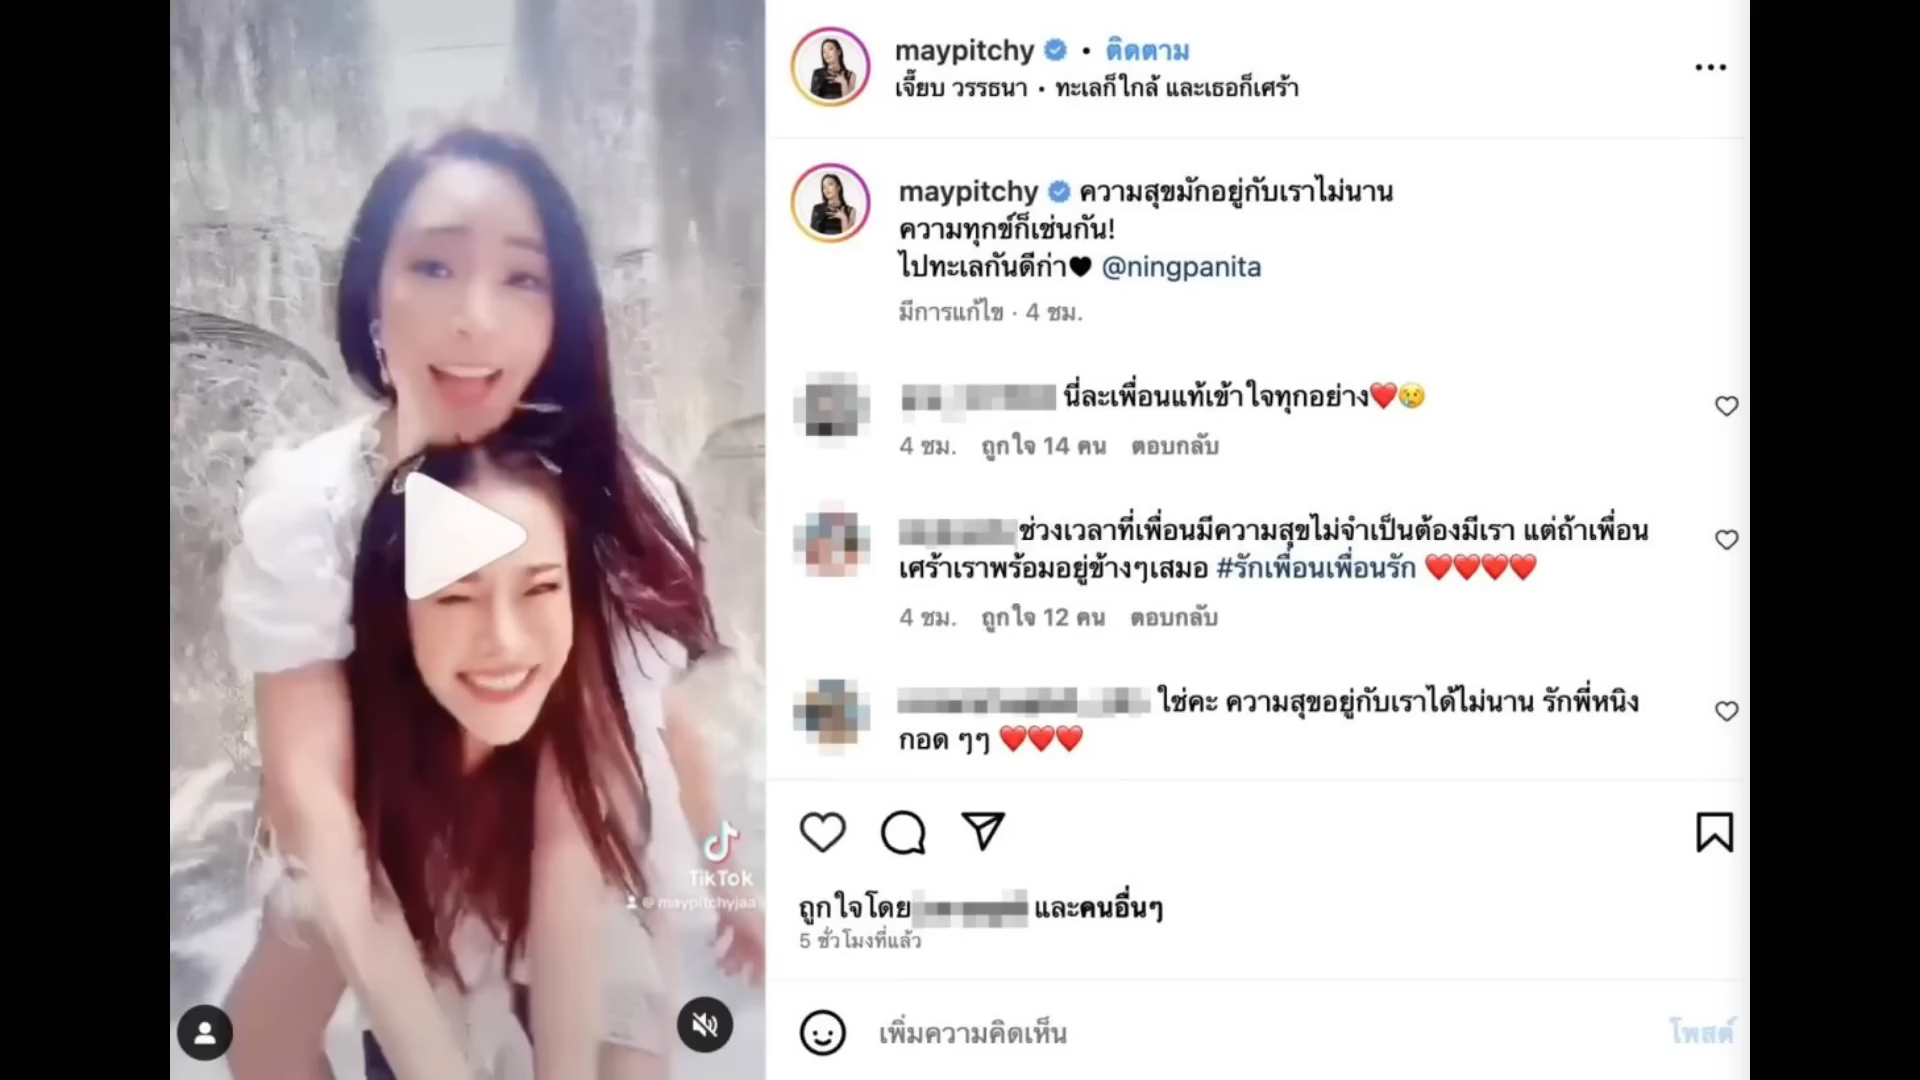 maypitchy • ติดตาม
เจี๊ยบ วรรธนา • ทะเลก็ใกล้ และเธอก็เศร้า
maypitchy ความสุขมักอยู่กับเราไม่นาน
ความทุกข์ก็เช่นกัน!
ไปทะเลกันดีก่า🖤 @ningpanita
มีการแก้ไข · 4 ชม.
นี่ละเพื่อนแท้เข้าใจทุกอย่าง❤️😢
4 ชม. ถูกใจ 14 คน ตอบกลับ
ช่วงเวลาที่เพื่อนมีความสุขไม่จำเป็นต้องมีเรา แต่ถ้าเพื่อน
เศร้าเราพร้อมอยู่ข้างๆเสมอ #รักเพื่อนเพื่อนรัก ❤️❤️❤️❤️
4 ชม. ถูกใจ 12 คน ตอบกลับ
ใช่คะ ความสุขอยู่กับเราได้ไม่นาน รักพี่หนิง
กอด ๆๆ ❤️❤️❤️
TikTok
@maypitchyjaa
ถูกใจโดย และคนอื่นๆ
5 ชั่วโมงที่แล้ว
เพิ่มความคิดเห็น โพสต์